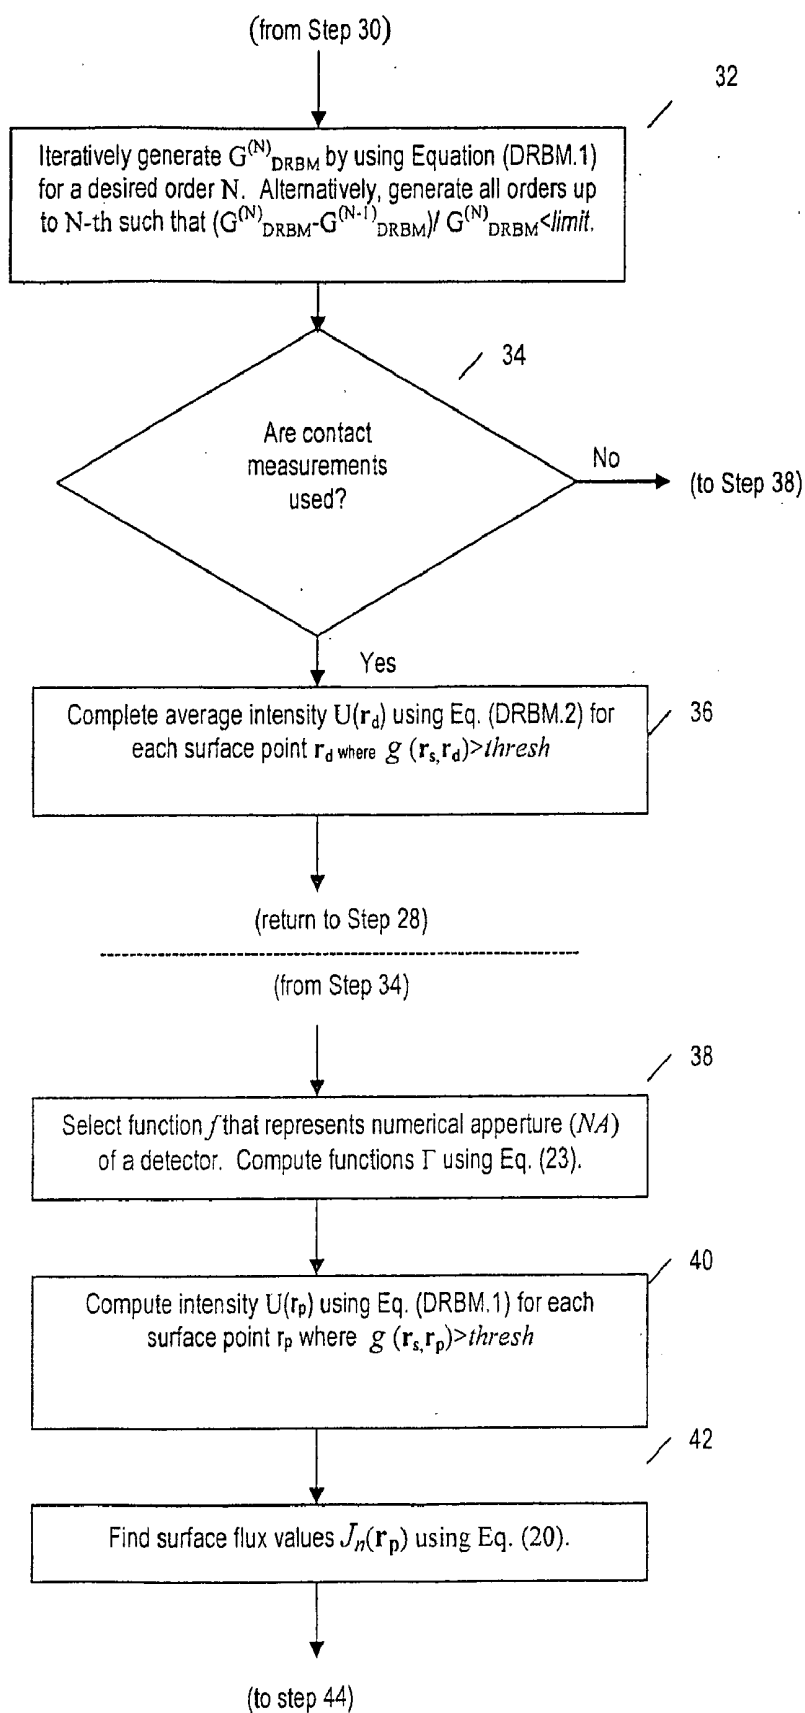 (from Step 30)
32
Iteratively generate G(N)DRBM by using Equation (DRBM.1)
for a desired order N. Alternatively, generate all orders up
to N-th such that (G(N)DRBM-G(N-1)DRBM)/ G(N)DRBM<limit.
34
Are contact
measurements
used?
No
(to Step 38)
Yes
36
Complete average intensity U(rd) using Eq. (DRBM.2) for
each surface point rd where g (rs,rd)>thresh
(return to Step 28)
(from Step 34)
38
Select function f that represents numerical apperture (NA)
of a detector. Compute functions Γ using Eq. (23).
40
Compute intensity U(rp) using Eq. (DRBM.1) for each
surface point rp where g (rs,rp)>thresh
42
Find surface flux values Jn(rp) using Eq. (20).
(to step 44)